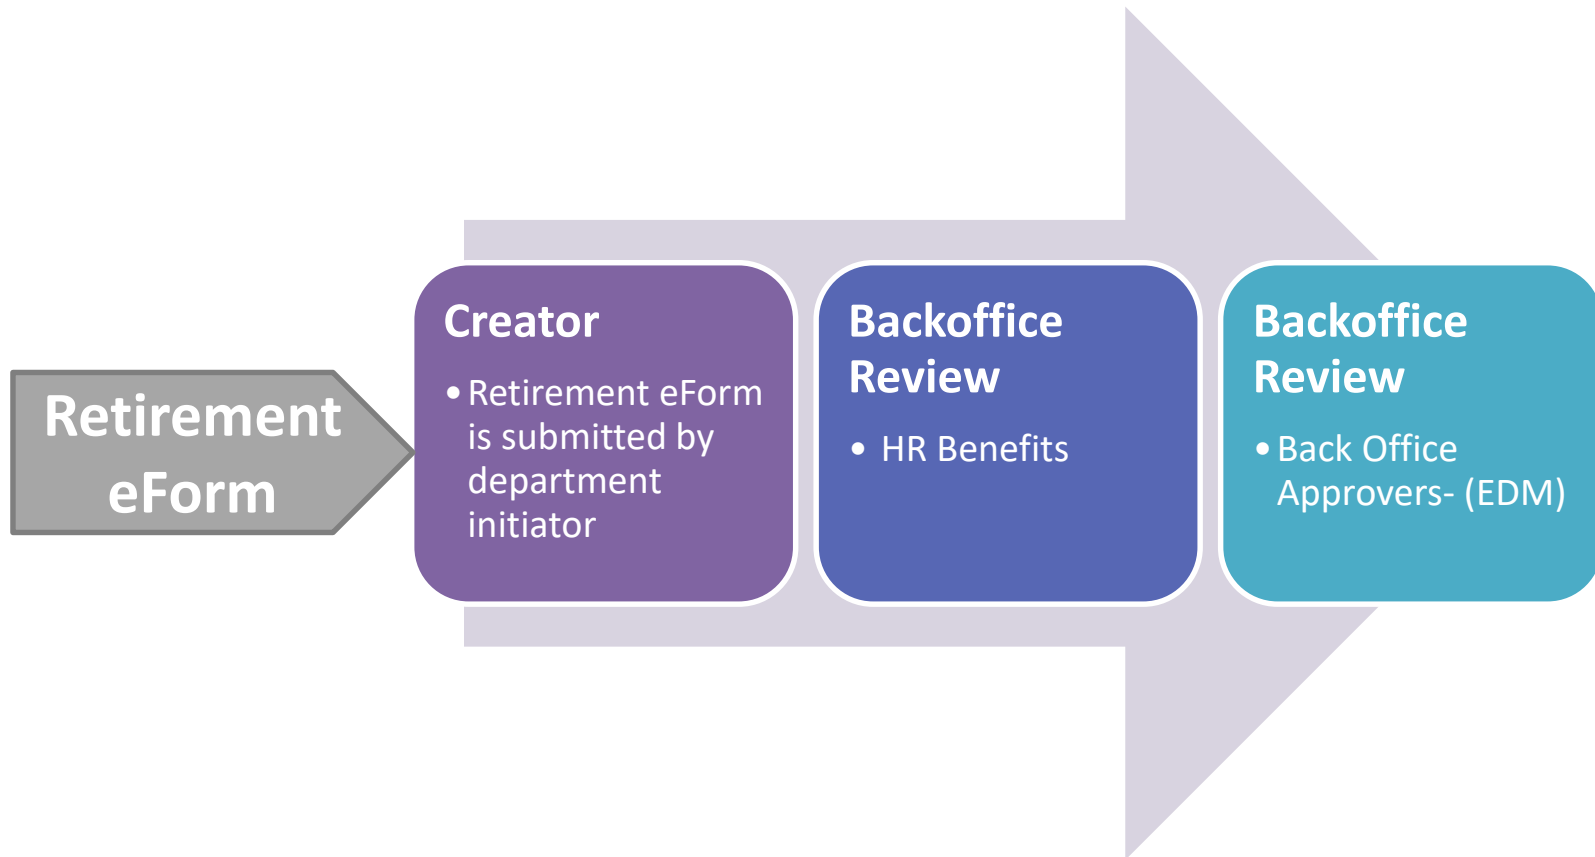 Retirement
eForm
Creator
• Retirement eForm
is submitted by
department
initiator
Backoffice
Review
• HR Benefits
Backoffice
Review
• Back Office
Approvers- (EDM)